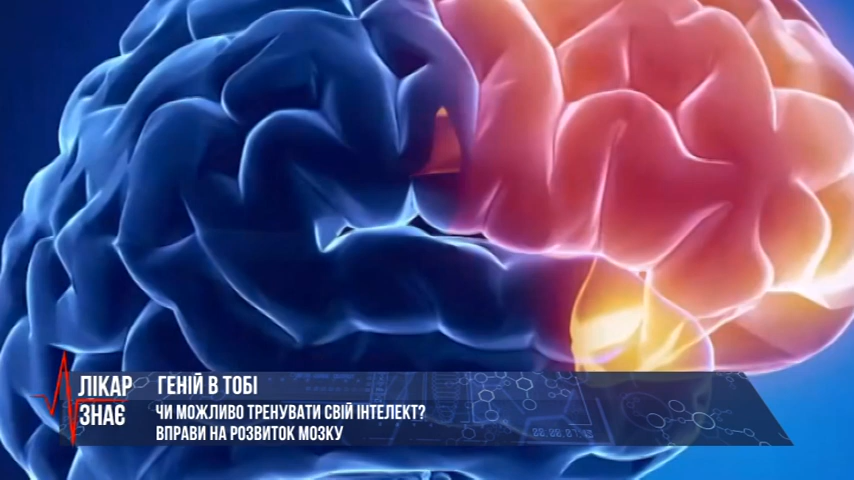 ЛІКАР
ЗНАЄ
ГЕНІЙ В ТОБІ
ЧИ МОЖЛИВО ТРЕНУВАТИ СВІЙ ІНТЕЛЕКТ?
ВПРАВИ НА РОЗВИТОК МОЗКУ